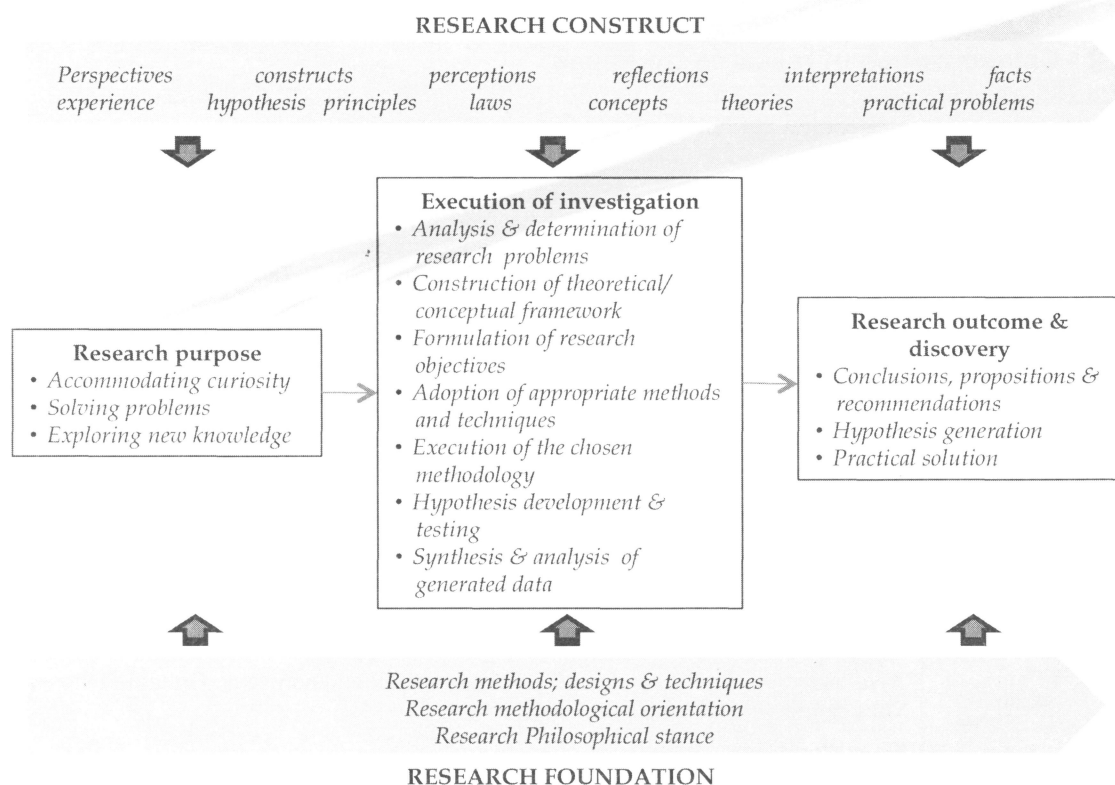 RESEARCH CONSTRUCT
Perspectives constructs perceptions reflections interpretations facts
experience hypothesis principles laws concepts theories practical problems
Execution of investigation
• Analysis & determination of
research problems
• Construction of theoretical/
conceptual framework
• Formulation of research
objectives
• Adoption of appropriate methods
and techniques
• Execution of the chosen
methodology
• Hypothesis development &
testing
• Synthesis & analysis of
generated data
Research purpose
• Accommodating curiosity
• Solving problems
• Exploring new knowledge
Research outcome &
discovery
• Conclusions, propositions &
recommendations
• Hypothesis generation
• Practical solution
Research methods; designs & techniques
Research methodological orientation
Research Philosophical stance
RESEARCH FOUNDATION